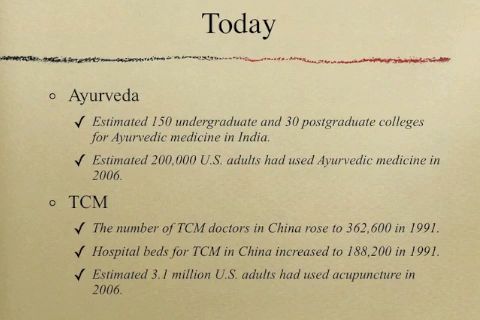 Today
Ayurveda
Estimated 150 undergraduate and 30 postgraduate colleges
for Ayurvedic medicine in India.
Estimated 200,000 U.S. adults had used Ayurvedic medicine in
2006.
TCM
The number of TCM doctors in China rose to 362,600 in 1991.
Hospital beds for TCM in China increased to 188,200 in 1991.
Estimated 3.1 million U.S. adults had used acupuncture in
2006.